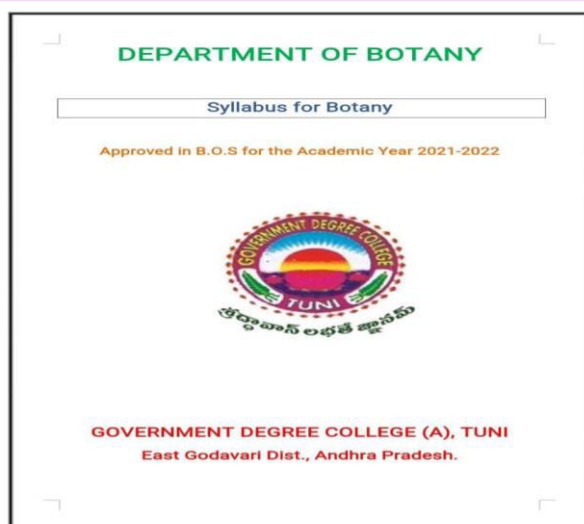 DEPARTMENT OF BOTANY
Syllabus for Botany
Approved in B.O.S for the Academic Year 2021-2022
GOVERNMENT DEGREE COLLEGE
TUNI
శ్రద్ధావాన్ లభతే జ్ఞానమ్
GOVERNMENT DEGREE COLLEGE (A), TUNI
East Godavari Dist., Andhra Pradesh.